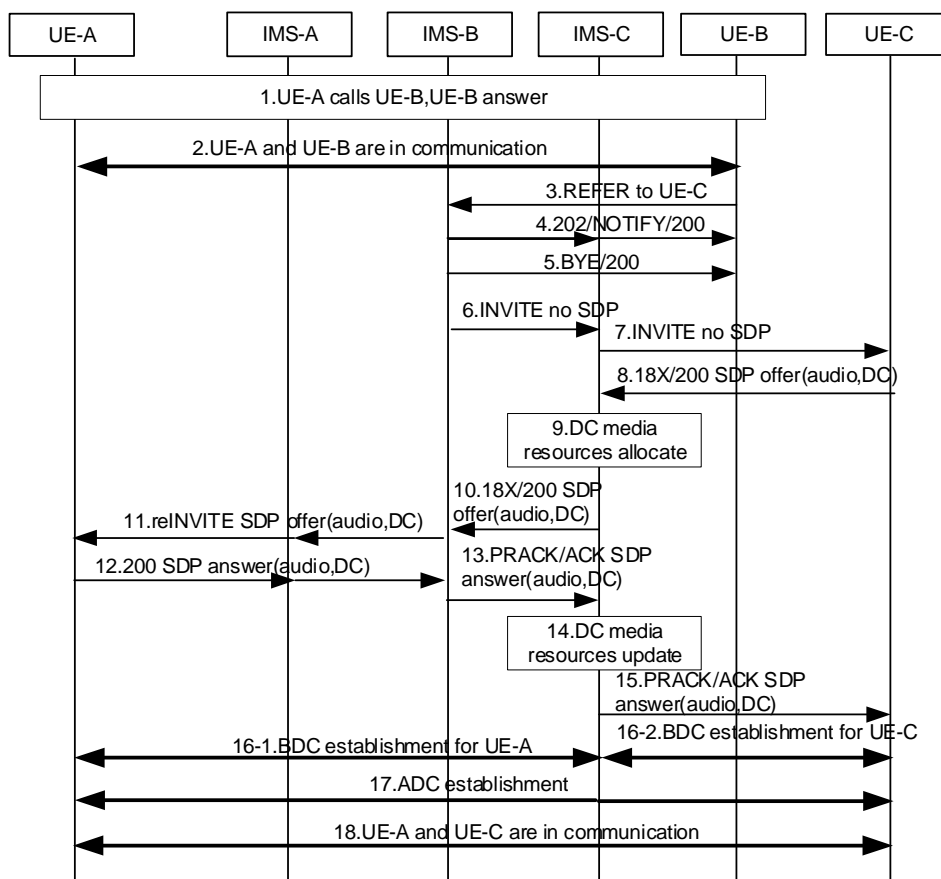 UE-A
IMS-A
IMS-B
IMS-C
UE-B
UE-C
1.UE-A calls UE-B,UE-B answer
2.UE-A and UE-B are in communication
3.REFER to UE-C
4.202/NOTIFY/200
5.BYE/200
6.INVITE no SDP
7.INVITE no SDP
8.18X/200 SDP offer(audio,DC)
9.DC media
resources allocate
10.18X/200 SDP
offer(audio,DC)
11.reINVITE SDP offer(audio,DC)
12.200 SDP answer(audio,DC)
13.PRACK/ACK SDP
answer(audio,DC)
14.DC media
resources update
15.PRACK/ACK SDP
answer(audio,DC)
16-1.BDC establishment for UE-A
16-2.BDC establishment for UE-C
17.ADC establishment
18.UE-A and UE-C are in communication